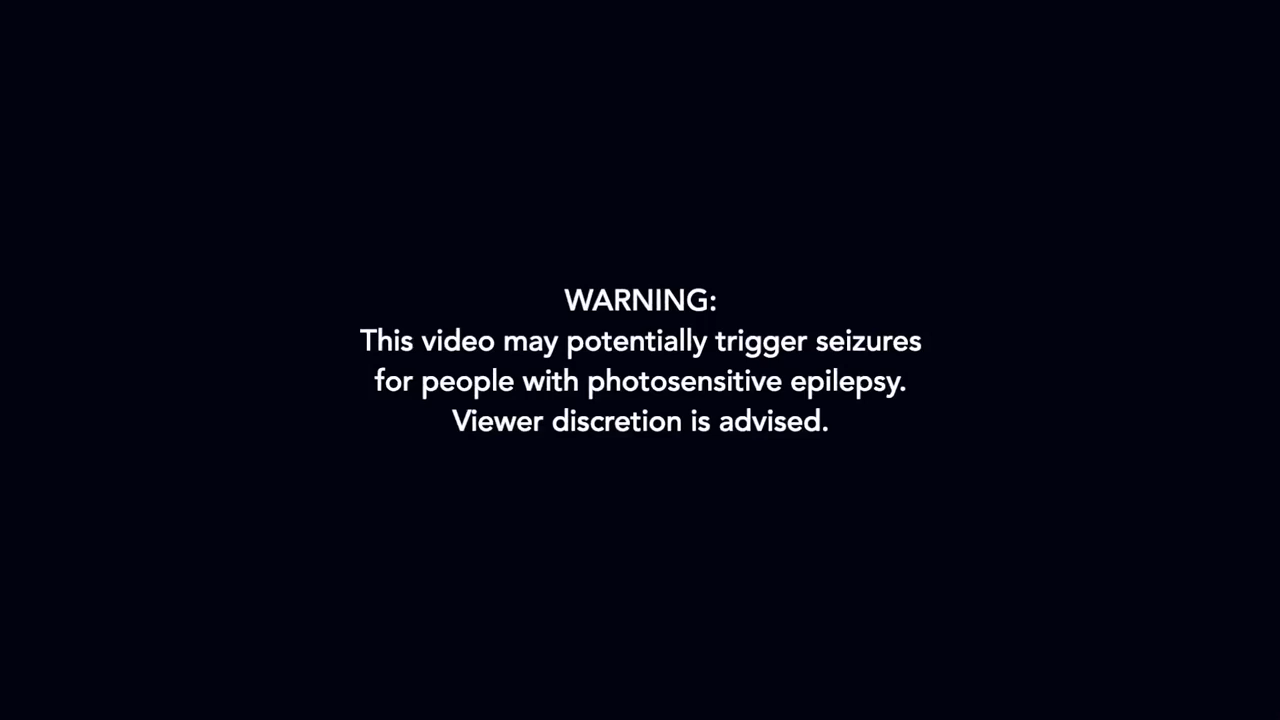 WARNING:
This video may potentially trigger seizures
for people with photosensitive epilepsy.
Viewer discretion is advised.